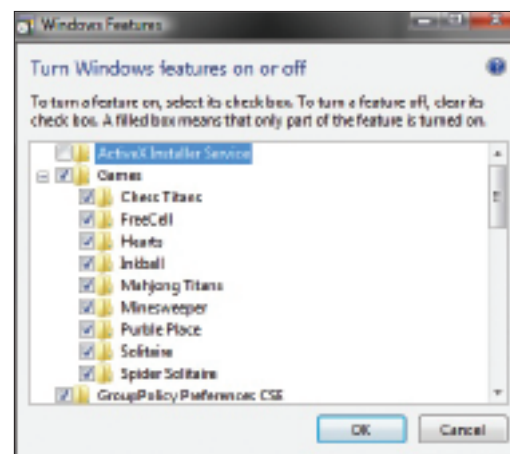 Windows Features
Turn Windows features on or off
To turn a feature on, select its check box. To turn a feature off, clear its
check box. A filled box means that only part of the feature is turned on.
ActiveX Installer Service
Games
Chess Titans
FreeCell
Hearts
Inkball
Mahjong Titans
Minesweeper
Purble Place
Solitaire
Spider Solitaire
GroupPolicy Preferences CSE
OK Cancel